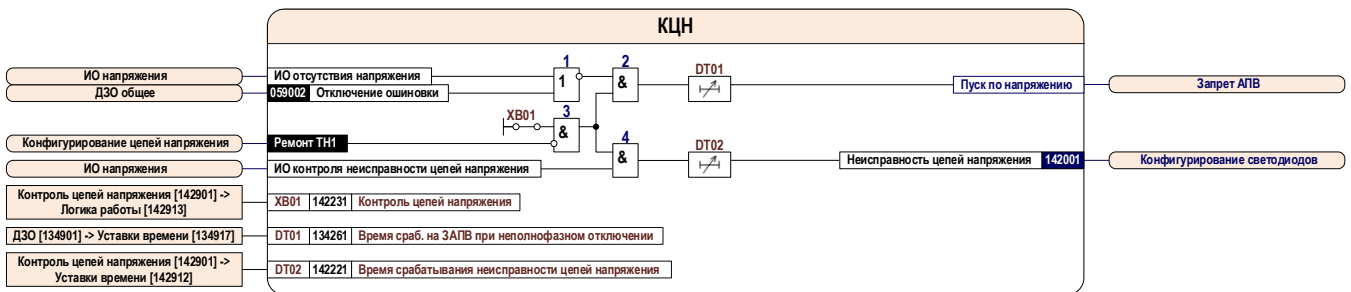 КЦН
ИО напряжения
ИО отсутствия напряжения
1
1
2
&
DT01
Пуск по напряжению
Запрет АПВ
ДЗО общее
059002 Отключение ошиновки
XB01
3
&
Конфигурирование цепей напряжения
Ремонт ТН1
4
&
DT02
ИО напряжения
ИО контроля неисправности цепей напряжения
Неисправность цепей напряжения 142001
Конфигурирование светодиодов
Контроль цепей напряжения [142901] ->
Логика работы [142913]
XB01 142231 Контроль цепей напряжения
ДЗО [134901] -> Уставки времени [134917]
DT01 134261 Время сраб. на ЗАПВ при неполнофазном отключении
Контроль цепей напряжения [142901] ->
Уставки времени [142912]
DT02 142221 Время срабатывания неисправности цепей напряжения